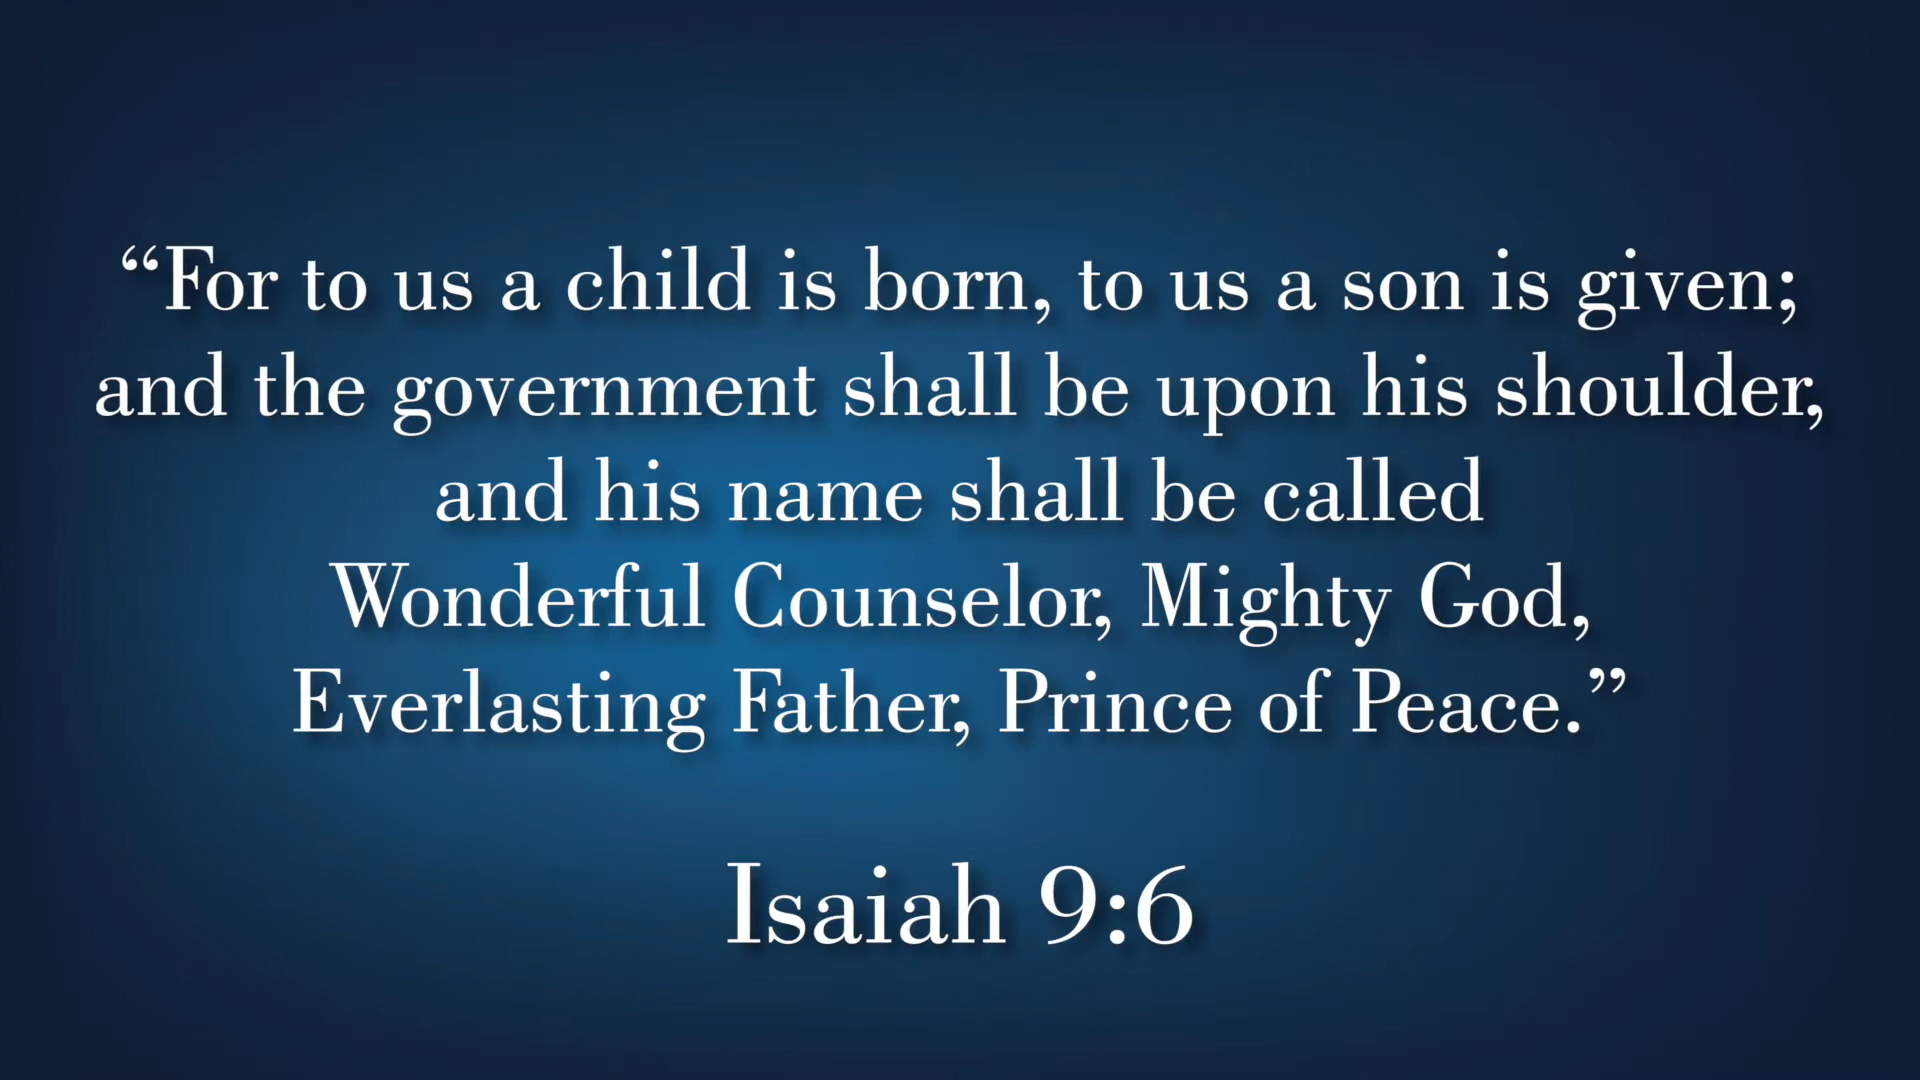 “For to us a child is born, to us a son is given;
and the government shall be upon his shoulder,
and his name shall be called
Wonderful Counselor, Mighty God,
Everlasting Father, Prince of Peace.”
Isaiah 9:6